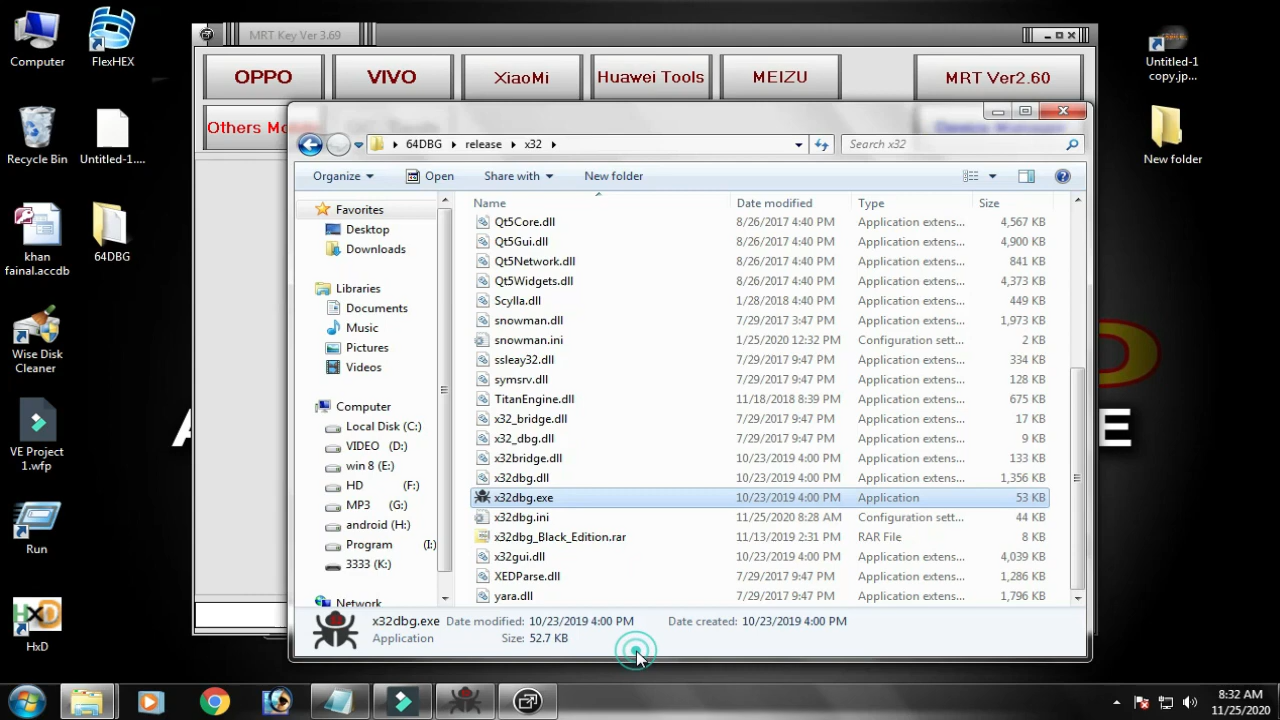 MRT Key Ver 3.69
OPPO
VIVO
XiaoMi
Huawei Tools
MEIZU
MRT Ver2.60
Others Mo
64DBG
release
x32
Search x32
Organize
Open
Share with
New folder
Name
Date modified
Type
Size
Favorites
Desktop
Downloads
Libraries
Documents
Music
Pictures
Videos
Computer
Local Disk (C:)
VIDEO (D:)
win 8 (E:)
HD (F:)
MP3 (G:)
android (H:)
Program (I:)
3333 (K:)
Network
Qt5Core.dll 8/26/2017 4:40 PM Application extens... 4,567 KB
Qt5Gui.dll 8/26/2017 4:40 PM Application extens... 4,900 KB
Qt5Network.dll 8/26/2017 4:40 PM Application extens... 841 KB
Qt5Widgets.dll 8/26/2017 4:40 PM Application extens... 4,373 KB
Scylla.dll 1/28/2018 4:40 PM Application extens... 449 KB
snowman.dll 7/29/2017 3:47 PM Application extens... 1,973 KB
snowman.ini 1/25/2020 12:32 PM Configuration sett... 2 KB
ssleay32.dll 7/29/2017 9:47 PM Application extens... 334 KB
symsrv.dll 7/29/2017 9:47 PM Application extens... 128 KB
TitanEngine.dll 11/18/2018 8:39 PM Application extens... 675 KB
x32_bridge.dll 7/29/2017 9:47 PM Application extens... 17 KB
x32_dbg.dll 7/29/2017 9:47 PM Application extens... 9 KB
x32bridge.dll 10/23/2019 4:00 PM Application extens... 133 KB
x32dbg.dll 10/23/2019 4:00 PM Application extens... 1,356 KB
x32dbg.exe 10/23/2019 4:00 PM Application 53 KB
x32dbg.ini 11/25/2020 8:28 AM Configuration sett... 44 KB
x32dbg_Black_Edition.rar 11/13/2019 2:31 PM RAR File 8 KB
x32gui.dll 10/23/2019 4:00 PM Application extens... 4,039 KB
XEDParse.dll 7/29/2017 9:47 PM Application extens... 1,286 KB
yara.dll 7/29/2017 9:47 PM Application extens... 1,796 KB
x32dbg.exe Date modified: 10/23/2019 4:00 PM Date created: 10/23/2019 4:00 PM
Application Size: 52.7 KB
Computer
FlexHEX
Recycle Bin
Untitled-1....
khan
fainal.accdb
64DBG
Wise Disk
Cleaner
VE Project
1.wfp
Run
HxD
HxD
Untitled-1
copy.jp...
New folder
A
E
8:32 AM
11/25/2020